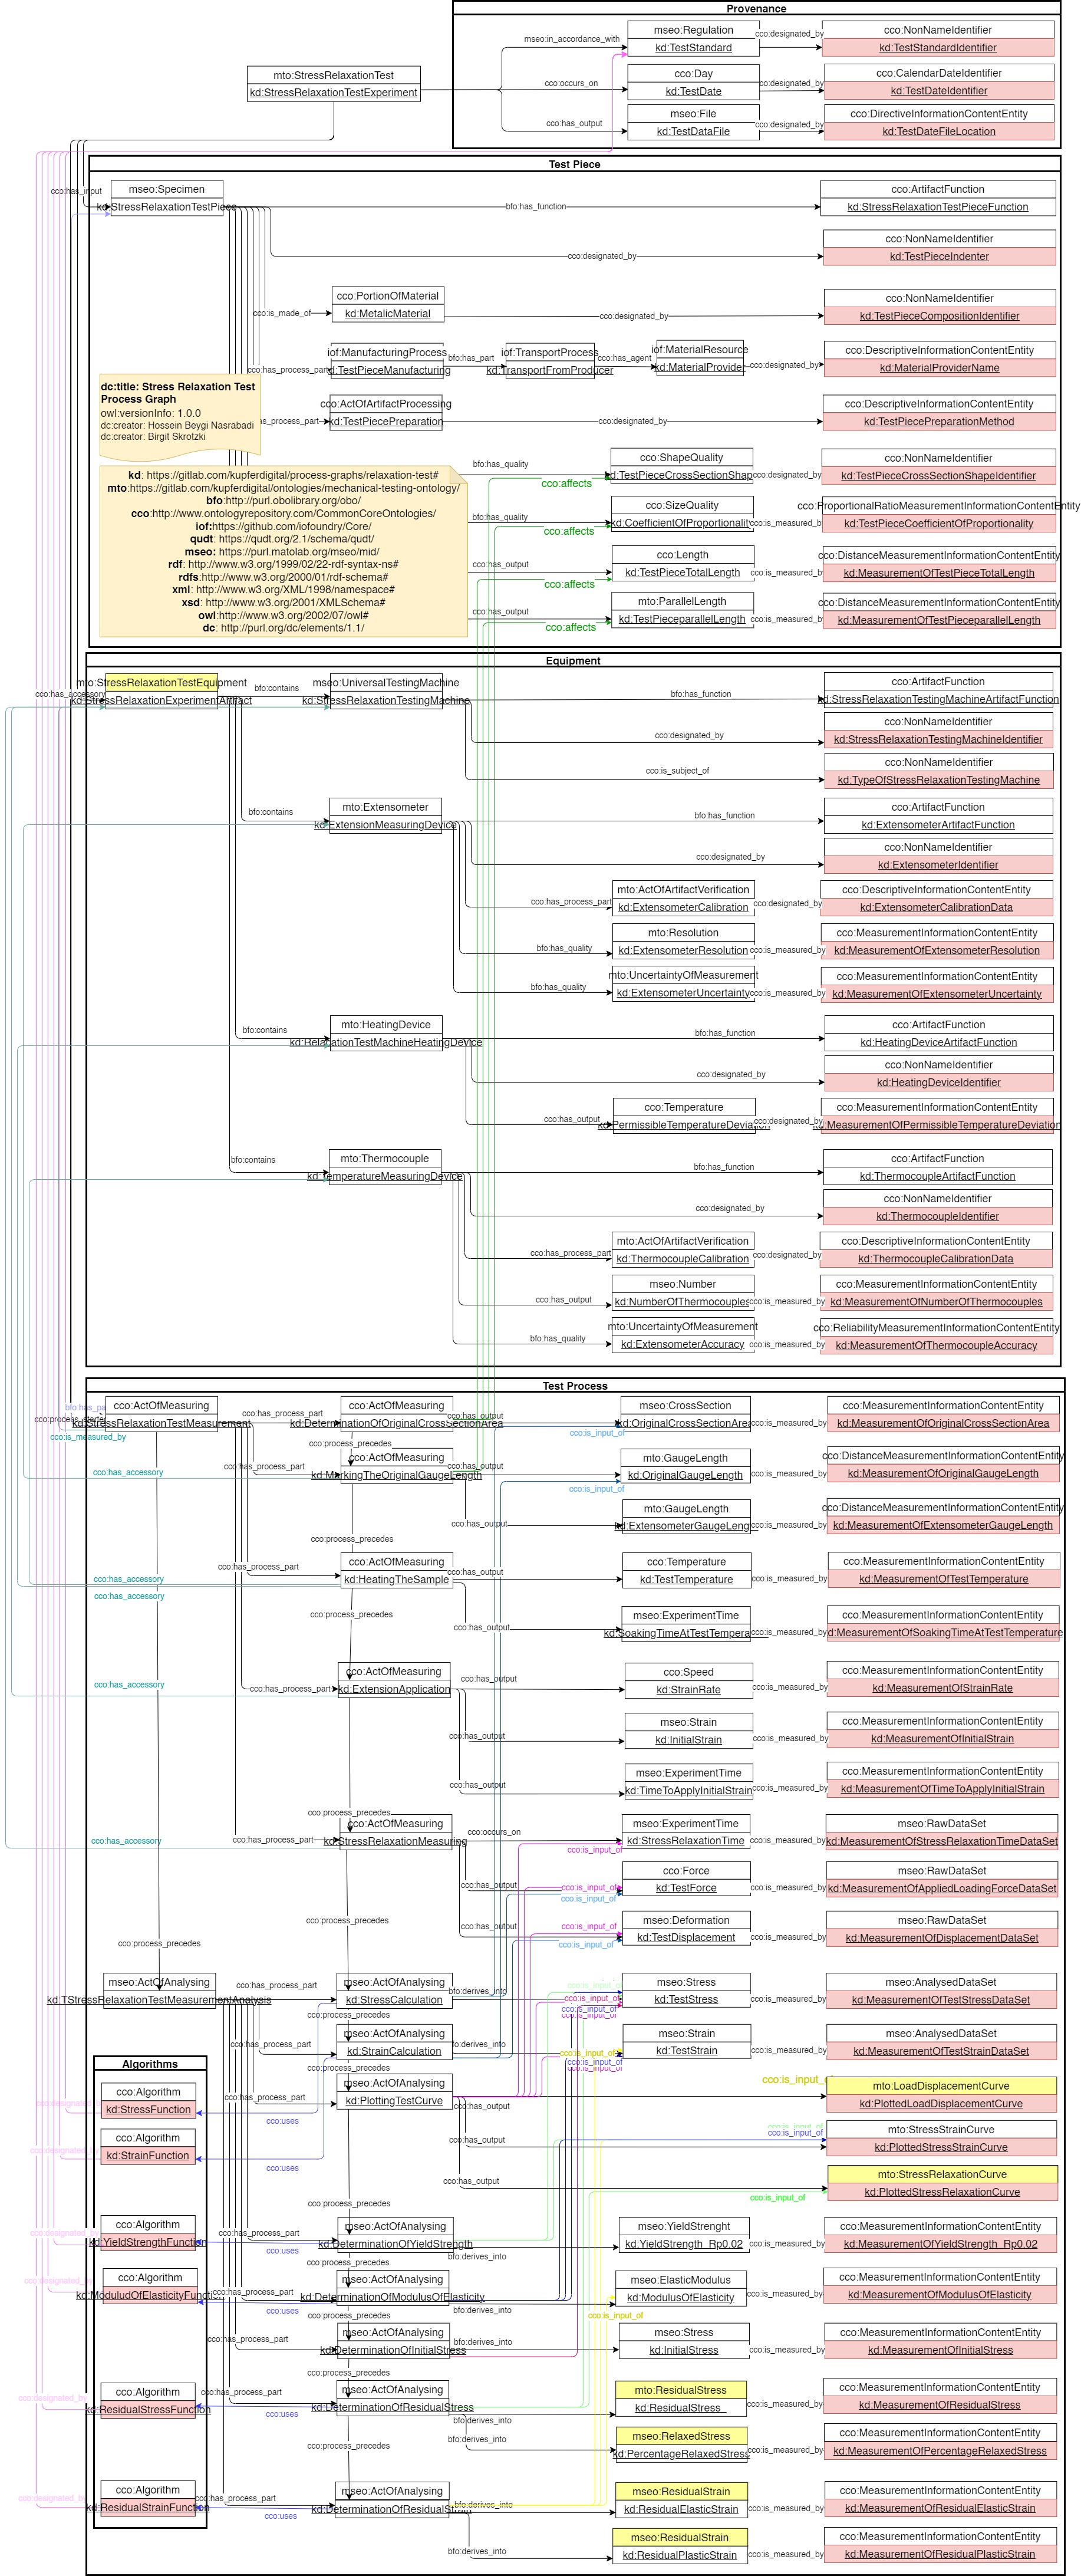 Provenance
mto:StressRelaxationTest
kd:StressRelaxationTestExperiment
mseo:in_accordance_with
mseo:Regulation
kd:TestStandard
cco:designated_by
cco:NonNameIdentifier
kd:TestStandardIdentifier
cco:occurs_on
cco:Day
kd:TestDate
cco:designated_by
cco:CalendarDateIdentifier
kd:TestDateIdentifier
cco:has_output
mseo:File
kd:TestDataFile
cco:designated_by
cco:DirectiveInformationContentEntity
kd:TestDateFileLocation
Test Piece
cco:has_input
mseo:Specimen
kd:StressRelaxationTestPiece
bfo:has_function
cco:ArtifactFunction
kd:StressRelaxationTestPieceFunction
cco:designated_by
cco:NonNameIdentifier
kd:TestPieceIndenter
cco:is_made_of
cco:PortionOfMaterial
kd:MetalicMaterial
cco:designated_by
cco:NonNameIdentifier
kd:TestPieceCompositionIdentifier
cco:has_process_part
iof:ManufacturingProcess
kd:TestPieceManufacturing
bfo:has_part
iof:TransportProcess
kd:TransportFromProducer
cco:has_agent
iof:MaterialResource
kd:MaterialProvider
cco:designated_by
cco:DescriptiveInformationContentEntity
kd:MaterialProviderName
dc:title: Stress Relaxation Test
Process Graph
owl:versionInfo: 1.0.0
dc:creator: Hossein Beygi Nasrabadi
dc:creator: Birgit Skrotzki
as_process_part
cco:ActOfArtifactProcessing
kd:TestPiecePreparation
cco:designated_by
cco:DescriptiveInformationContentEntity
kd:TestPiecePreparationMethod
kd: https://gitlab.com/kupferdigital/process-graphs/relaxation-test#
mto:https://gitlab.com/kupferdigital/ontologies/mechanical-testing-ontology/
bfo:http://purl.obolibrary.org/obo/
cco:http://www.ontologyrepository.com/CommonCoreOntologies/
iof:https://github.com/iofoundry/Core/
qudt: https://qudt.org/2.1/schema/qudt/
mseo: https://purl.matolab.org/mseo/mid/
rdf: http://www.w3.org/1999/02/22-rdf-syntax-ns#
rdfs:http://www.w3.org/2000/01/rdf-schema#
xml: http://www.w3.org/XML/1998/namespace#
xsd: http://www.w3.org/2001/XMLSchema#
owl:http://www.w3.org/2002/07/owl#
dc: http://purl.org/dc/elements/1.1/
bfo:has_quality
cco:affects
cco:ShapeQuality
kd:TestPieceCrossSectionShap
cco:designated_by
cco:NonNameIdentifier
kd:TestPieceCrossSectionShapeIdentifier
bfo:has_quality
cco:affects
cco:SizeQuality
kd:CoefficientOfProportionalit
cco:is_measured_by
cco:ProportionalRatioMeasurementInformationContentEntity
kd:TestPieceCoefficientOfProportionality
cco:has_output
cco:affects
cco:Length
kd:TestPieceTotalLength
cco:is_measured_by
cco:DistanceMeasurementInformationContentEntity
kd:MeasurementOfTestPieceTotalLength
cco:has_output
cco:affects
mto:ParallelLength
kd:TestPieceparallelLength
cco:is_measured_by
cco:DistanceMeasurementInformationContentEntity
kd:MeasurementOfTestPieceparallelLength
Equipment
cco:has_accessory
mto:StressRelaxationTestEquipment
kd:StressRelaxationExperimentArtifact
bfo:contains
mseo:UniversalTestingMachine
kd:StressRelaxationTestingMachine
bfo:has_function
cco:ArtifactFunction
kd:StressRelaxationTestingMachineArtifactFunction
cco:designated_by
cco:NonNameIdentifier
kd:StressRelaxationTestingMachineIdentifier
cco:is_subject_of
cco:NonNameIdentifier
kd:TypeOfStressRelaxationTestingMachine
bfo:contains
mto:Extensometer
kd:ExtensionMeasuringDevice
bfo:has_function
cco:ArtifactFunction
kd:ExtensometerArtifactFunction
cco:designated_by
cco:NonNameIdentifier
kd:ExtensometerIdentifier
cco:has_process_part
mto:ActOfArtifactVerification
kd:ExtensometerCalibration
cco:designated_by
cco:DescriptiveInformationContentEntity
kd:ExtensometerCalibrationData
bfo:has_quality
mto:Resolution
kd:ExtensometerResolution
cco:is_measured_by
cco:MeasurementInformationContentEntity
kd:MeasurementOfExtensometerResolution
bfo:has_quality
mto:UncertaintyOfMeasurement
kd:ExtensometerUncertainty
cco:is_measured_by
cco:MeasurementInformationContentEntity
kd:MeasurementOfExtensometerUncertainty
bfo:contains
mto:HeatingDevice
kd:RelaxationTestMachineHeatingDevice
bfo:has_function
cco:ArtifactFunction
kd:HeatingDeviceArtifactFunction
cco:designated_by
cco:NonNameIdentifier
kd:HeatingDeviceIdentifier
cco:has_output
cco:Temperature
kd:PermissibleTemperatureDeviation
cco:designated_by
cco:MeasurementInformationContentEntity
kd:MeasurementOfPermissibleTemperatureDeviation
bfo:contains
mto:Thermocouple
kd:TemperatureMeasuringDevice
bfo:has_function
cco:ArtifactFunction
kd:ThermocoupleArtifactFunction
cco:designated_by
cco:NonNameIdentifier
kd:ThermocoupleIdentifier
cco:has_process_part
mto:ActOfArtifactVerification
kd:ThermocoupleCalibration
cco:designated_by
cco:DescriptiveInformationContentEntity
kd:ThermocoupleCalibrationData
cco:has_output
mseo:Number
kd:NumberOfThermocouples
cco:is_measured_by
cco:MeasurementInformationContentEntity
kd:MeasurementOfNumberOfThermocouples
bfo:has_quality
mto:UncertaintyOfMeasurement
kd:ExtensometerAccuracy
cco:is_measured_by
cco:ReliabilityMeasurementInformationContentEntity
kd:MeasurementOfThermocoupleAccuracy
Test Process
bfo:has_pa
cco:process_starts
cco:is_measured_by
cco:ActOfMeasuring
kd:StressRelaxationTestMeasurement
cco:has_process_part
cco:ActOfMeasuring
kd:DeterminationOfOriginalCrossSectionArea
cco:has_output
cco:is_input_of
mseo:CrossSection
kd:OriginalCrossSectionArea
cco:is_measured_by
cco:MeasurementInformationContentEntity
kd:MeasurementOfOriginalCrossSectionArea
cco:process_precedes
cco:has_accessory
cco:has_process_part
cco:ActOfMeasuring
kd:MarkingTheOriginalGaugeLength
cco:has_output
cco:is_input_of
mto:GaugeLength
kd:OriginalGaugeLength
cco:is_measured_by
cco:DistanceMeasurementInformationContentEntity
kd:MeasurementOfOriginalGaugeLength
cco:has_output
mto:GaugeLength
kd:ExtensometerGaugeLeng
cco:is_measured_by
cco:DistanceMeasurementInformationContentEntity
kd:MeasurementOfExtensometerGaugeLength
cco:process_precedes
cco:has_accessory
cco:has_accessory
cco:has_process_part
cco:ActOfMeasuring
kd:HeatingTheSample
cco:has_output
cco:Temperature
kd:TestTemperature
cco:is_measured_by
cco:MeasurementInformationContentEntity
kd:MeasurementOfTestTemperature
cco:process_precedes
cco:has_output
mseo:ExperimentTime
kd:SoakingTimeAtTestTempera
cco:is_measured_by
cco:MeasurementInformationContentEntity
kd:MeasurementOfSoakingTimeAtTestTemperature
cco:has_accessory
cco:has_process_part
cco:ActOfMeasuring
kd:ExtensionApplication
cco:has_output
cco:Speed
kd:StrainRate
cco:is_measured_by
cco:MeasurementInformationContentEntity
kd:MeasurementOfStrainRate
cco:has_output
mseo:Strain
kd:InitialStrain
cco:is_measured_by
cco:MeasurementInformationContentEntity
kd:MeasurementOfInitialStrain
cco:has_output
mseo:ExperimentTime
kd:TimeToApplyInitialStrain
cco:is_measured_by
cco:MeasurementInformationContentEntity
kd:MeasurementOfTimeToApplyInitialStrain
cco:process_precedes
cco:has_accessory
cco:has_process_part
cco:ActOfMeasuring
kd:StressRelaxationMeasuring
cco:occurs_on
cco:is_input_of
mseo:ExperimentTime
kd:StressRelaxationTime
cco:is_measured_by
mseo:RawDataSet
kd:MeasurementOfStressRelaxationTimeDataSet
cco:has_output
cco:is_input_of
cco:is_input_of
cco:Force
kd:TestForce
cco:is_measured_by
mseo:RawDataSet
kd:MeasurementOfAppliedLoadingForceDataSet
cco:process_precedes
cco:has_output
cco:is_input_of
cco:is_input_of
mseo:Deformation
kd:TestDisplacement
cco:is_measured_by
mseo:RawDataSet
kd:MeasurementOfDisplacementDataSet
cco:process_precedes
mseo:ActOfAnalysing
kd:TStressRelaxationTestMeasurementAnalysis
cco:has_process_part
mseo:ActOfAnalysing
kd:StressCalculation
bfo:derives_into
cco:is_input_of
cco:is_input_of
cco:is_input_of
cco:is_input_of
mseo:Stress
kd:TestStress
cco:is_measured_by
mseo:AnalysedDataSet
kd:MeasurementOfTestStressDataSet
cco:process_precedes
cco:has_process_part
mseo:ActOfAnalysing
kd:StrainCalculation
bfo:derives_into
cco:is_input_of
cco:is_input_of
cco:is_input_of
mseo:Strain
kd:TestStrain
cco:is_measured_by
mseo:AnalysedDataSet
kd:MeasurementOfTestStrainDataSet
Algorithms
cco:process_precedes
cco:Algorithm
kd:StressFunction
cco:uses
cco:has_process_part
mseo:ActOfAnalysing
kd:PlottingTestCurve
cco:has_output
cco:is_input_of
mto:LoadDisplacementCurve
kd:PlottedLoadDisplacementCurve
cco:Algorithm
kd:StrainFunction
cco:uses
cco:has_output
cco:is_input_of
cco:is_input_of
mto:StressStrainCurve
kd:PlottedStressStrainCurve
cco:has_output
cco:is_input_of
mto:StressRelaxationCurve
kd:PlottedStressRelaxationCurve
cco:process_precedes
cco:designated_by
cco:Algorithm
kd:YieldStrengthFunction
cco:uses
cco:has_process_part
mseo:ActOfAnalysing
kd:DeterminationOfYieldStrength
bfo:derives_into
mseo:YieldStrenght
kd:YieldStrength_Rp0.02
cco:is_measured_by
cco:MeasurementInformationContentEntity
kd:MeasurementOfYieldStrength_Rp0.02
cco:process_precedes
cco:designated_
cco:Algorithm
kd:ModuludOfElasticityFunction
cco:uses
cco:has_process_part
mseo:ActOfAnalysing
kd:DeterminationOfModulusOfElasticity
bfo:derives_into
cco:is_input_of
mseo:ElasticModulus
kd:ModulusOfElasticity
cco:is_measured_by
cco:MeasurementInformationContentEntity
kd:MeasurementOfModulusOfElasticity
cco:process_precedes
cco:has_process_part
mseo:ActOfAnalysing
kd:DeterminationOfInitialStress
bfo:derives_into
mseo:Stress
kd:InitialStress
cco:is_measured_by
cco:MeasurementInformationContentEntity
kd:MeasurementOfInitialStress
cco:process_precedes
cco:designated_by
cco:Algorithm
kd:ResidualStressFunction
cco:uses
cco:has_process_part
mseo:ActOfAnalysing
kd:DeterminationOfResidualStress
bfo:derives_into
mto:ResidualStress
kd:ResidualStress_
cco:is_measured_by
cco:MeasurementInformationContentEntity
kd:MeasurementOfResidualStress
cco:process_precedes
bfo:derives_into
mseo:RelaxedStress
kd:PercentageRelaxedStress
cco:is_measured_by
cco:MeasurementInformationContentEntity
kd:MeasurementOfPercentageRelaxedStress
cco:designated_by
cco:Algorithm
kd:ResidualStrainFunction
cco:uses
cco:has_process_part
mseo:ActOfAnalysing
kd:DeterminationOfResidualStrain
bfo:derives_into
mseo:ResidualStrain
kd:ResidualElasticStrain
cco:is_measured_by
cco:MeasurementInformationContentEntity
kd:MeasurementOfResidualElasticStrain
bfo:derives_into
mseo:ResidualStrain
kd:ResidualPlasticStrain
cco:is_measured_by
cco:MeasurementInformationContentEntity
kd:MeasurementOfResidualPlasticStrain